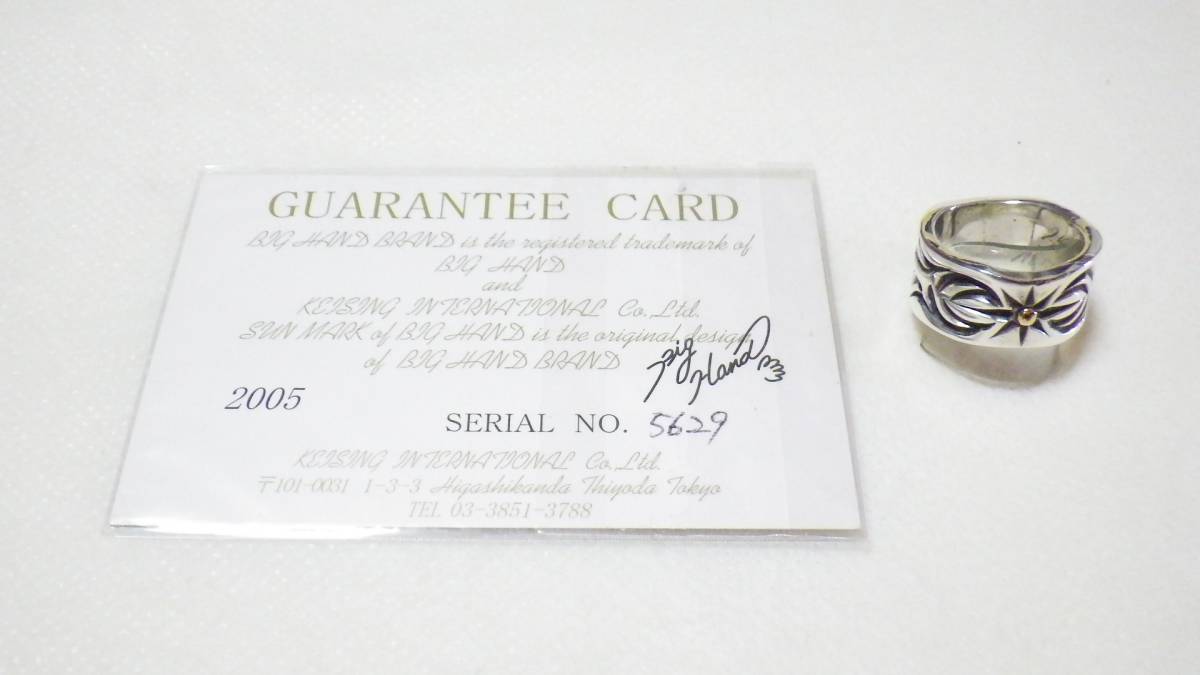 GUARANTEE CARD
BIG HAND BRAND is the registered trademark of
BIG HAND
and
KEISING INTERNATIONAL Co.,Ltd.
SUN MARK of BIG HAND is the original design
of BIG HAND BRAND
Big
Hand
2005
SERIAL NO. 5629
KEISING INTERNATIONAL Co.,Ltd.
〒101-0031 1-3-3 Higashikanda Thiyoda Tokyo
TEL 03-3851-3788